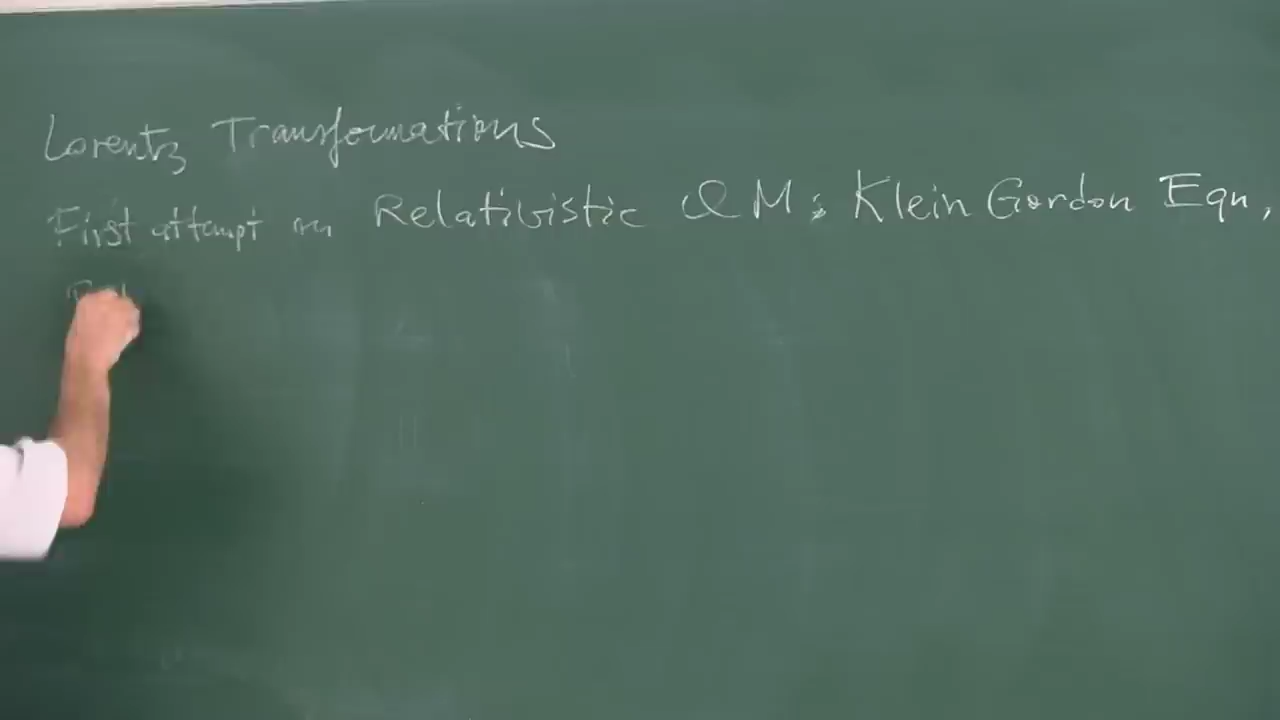 Lorentz Transformations
First attempt on Relativistic QM: Klein Gordon Eqn,